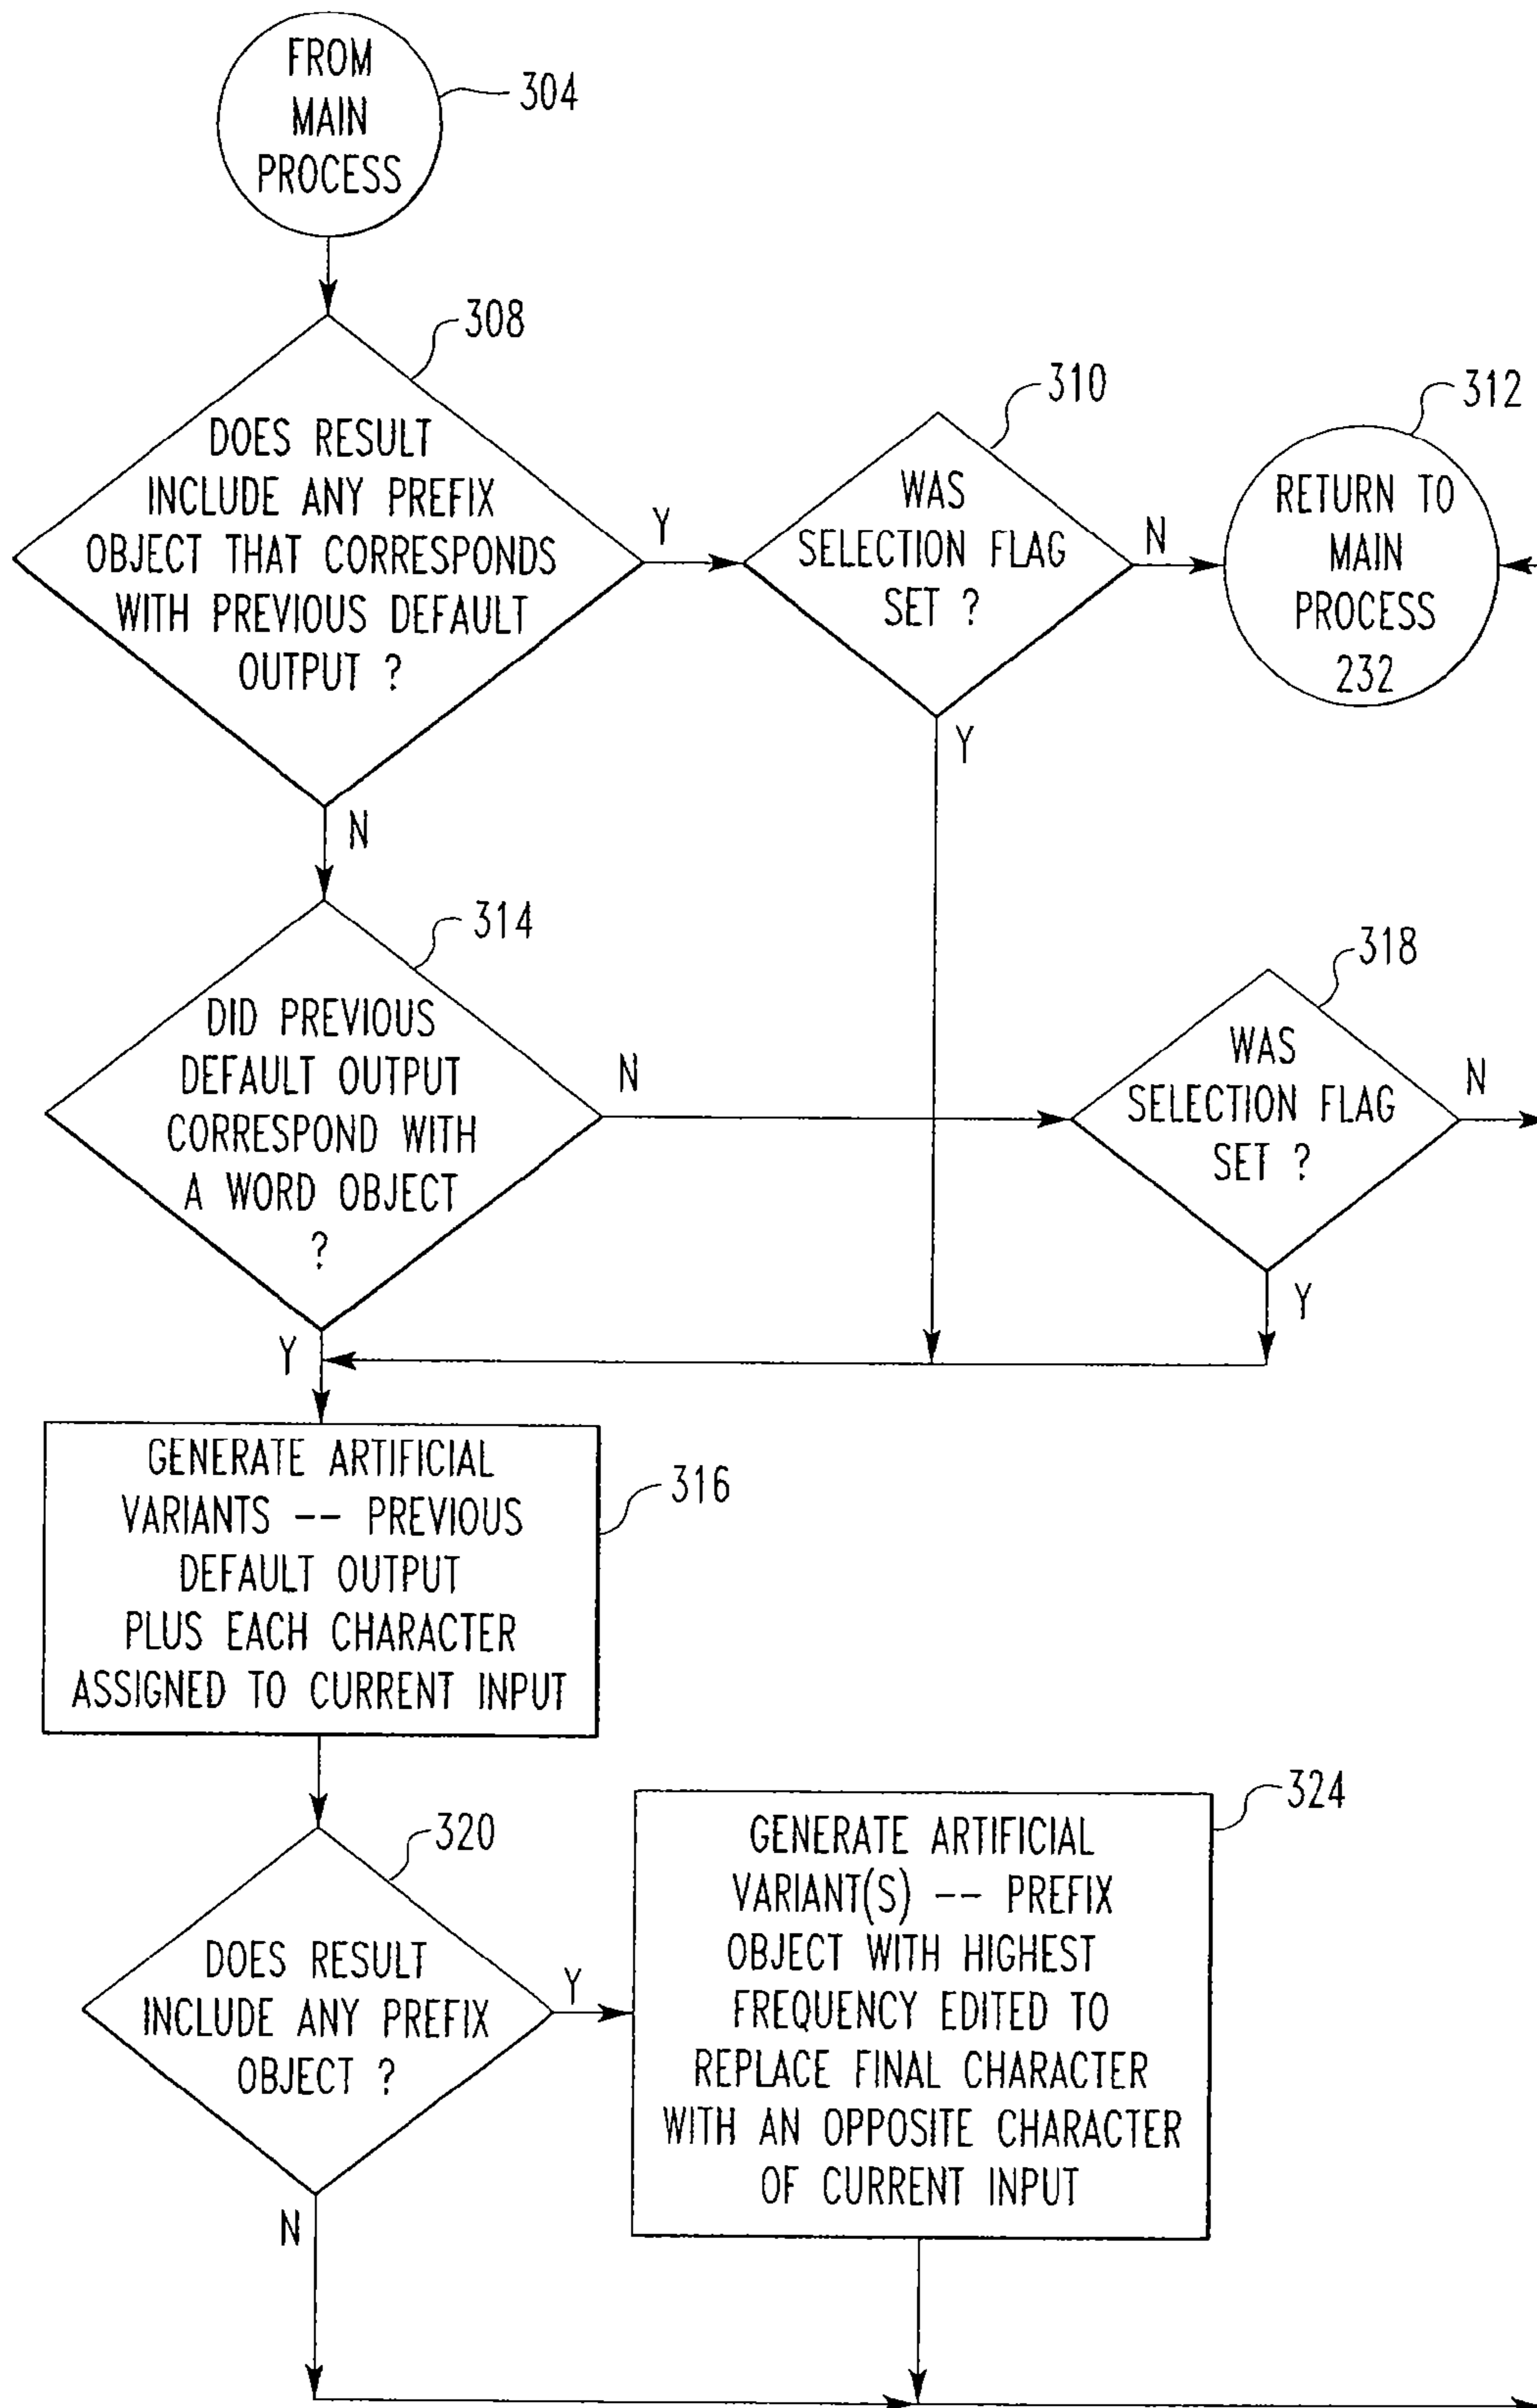 FROM
MAIN
PROCESS
304
308
DOES RESULT
INCLUDE ANY PREFIX
OBJECT THAT CORRESPONDS
WITH PREVIOUS DEFAULT
OUTPUT ?
Y
N
310
WAS
SELECTION FLAG
SET ?
N
Y
312
RETURN TO
MAIN
PROCESS
232
314
DID PREVIOUS
DEFAULT OUTPUT
CORRESPOND WITH
A WORD OBJECT
?
N
Y
318
WAS
SELECTION FLAG
SET ?
N
Y
316
GENERATE ARTIFICIAL
VARIANTS -- PREVIOUS
DEFAULT OUTPUT
PLUS EACH CHARACTER
ASSIGNED TO CURRENT INPUT
320
DOES RESULT
INCLUDE ANY PREFIX
OBJECT ?
Y
N
324
GENERATE ARTIFICIAL
VARIANT(S) -- PREFIX
OBJECT WITH HIGHEST
FREQUENCY EDITED TO
REPLACE FINAL CHARACTER
WITH AN OPPOSITE CHARACTER
OF CURRENT INPUT